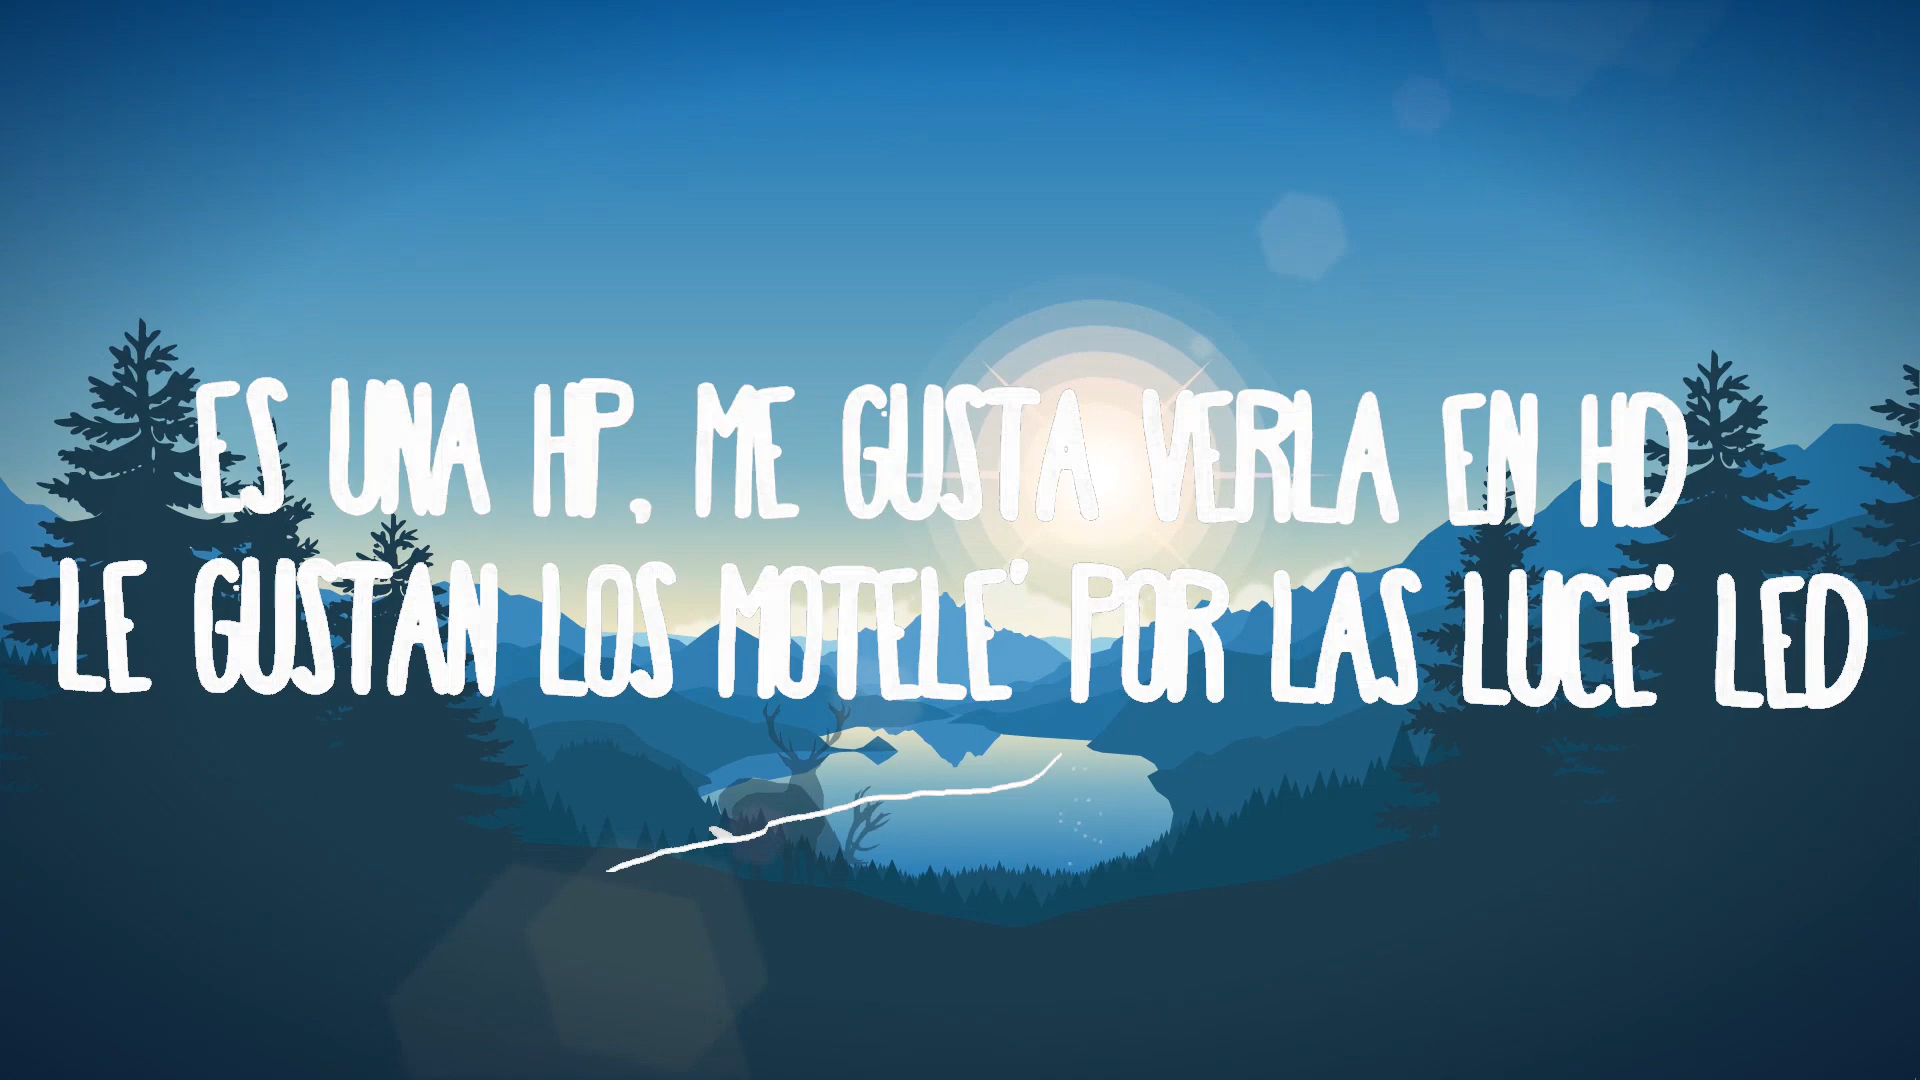 ES UNA HP, ME GUSTA VERLA EN HD
LE GUSTAN LOS MOTELE' POR LAS LUCE' LED